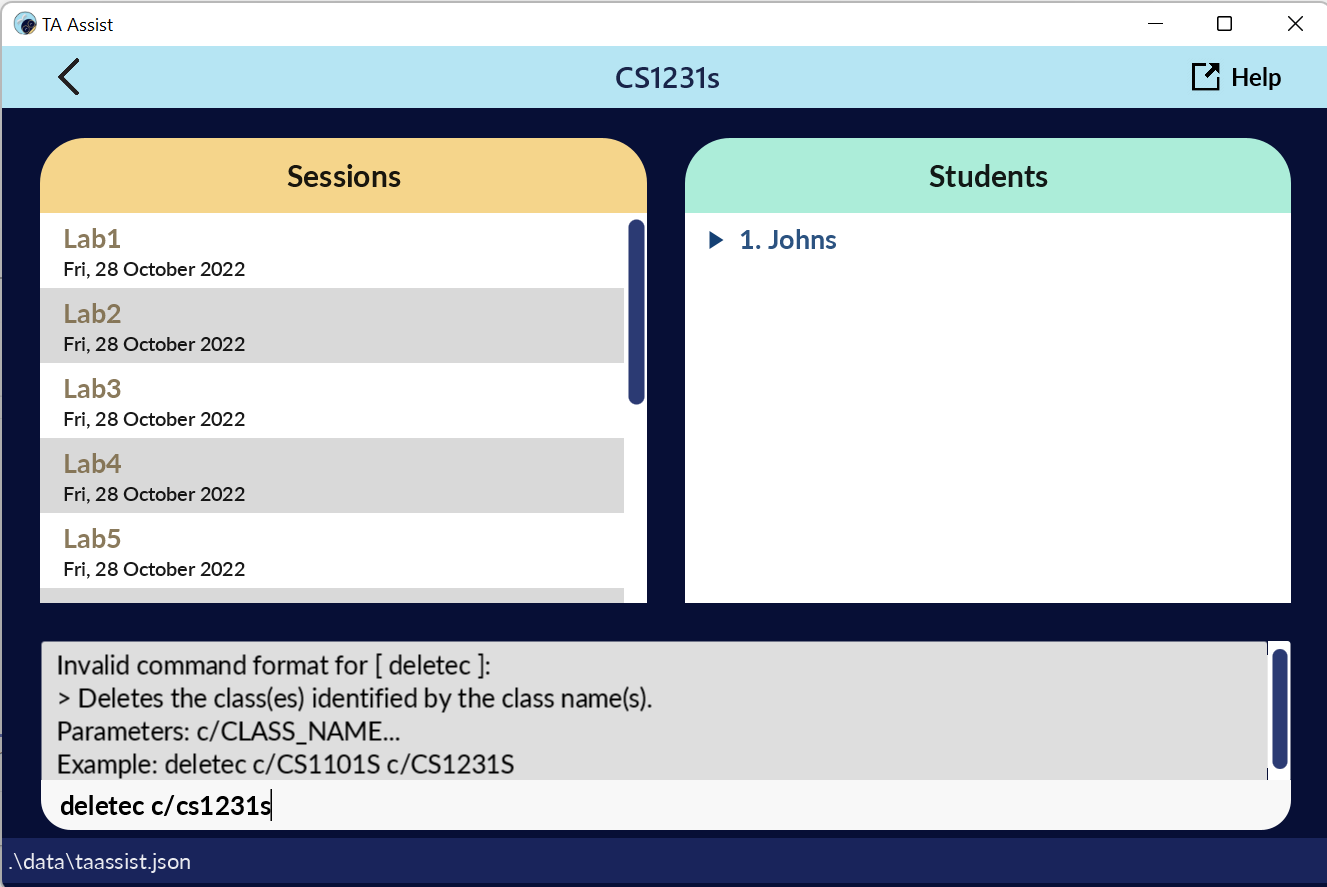 TA Assist
CS1231s
Help
Sessions
Lab1
Fri, 28 October 2022
Lab2
Fri, 28 October 2022
Lab3
Fri, 28 October 2022
Lab4
Fri, 28 October 2022
Lab5
Fri, 28 October 2022
Students
1. Johns
Invalid command format for [ deletec ]:
> Deletes the class(es) identified by the class name(s).
Parameters: c/CLASS_NAME...
Example: deletec c/CS1101S c/CS1231S
deletec c/cs1231s
.\data\taassist.json